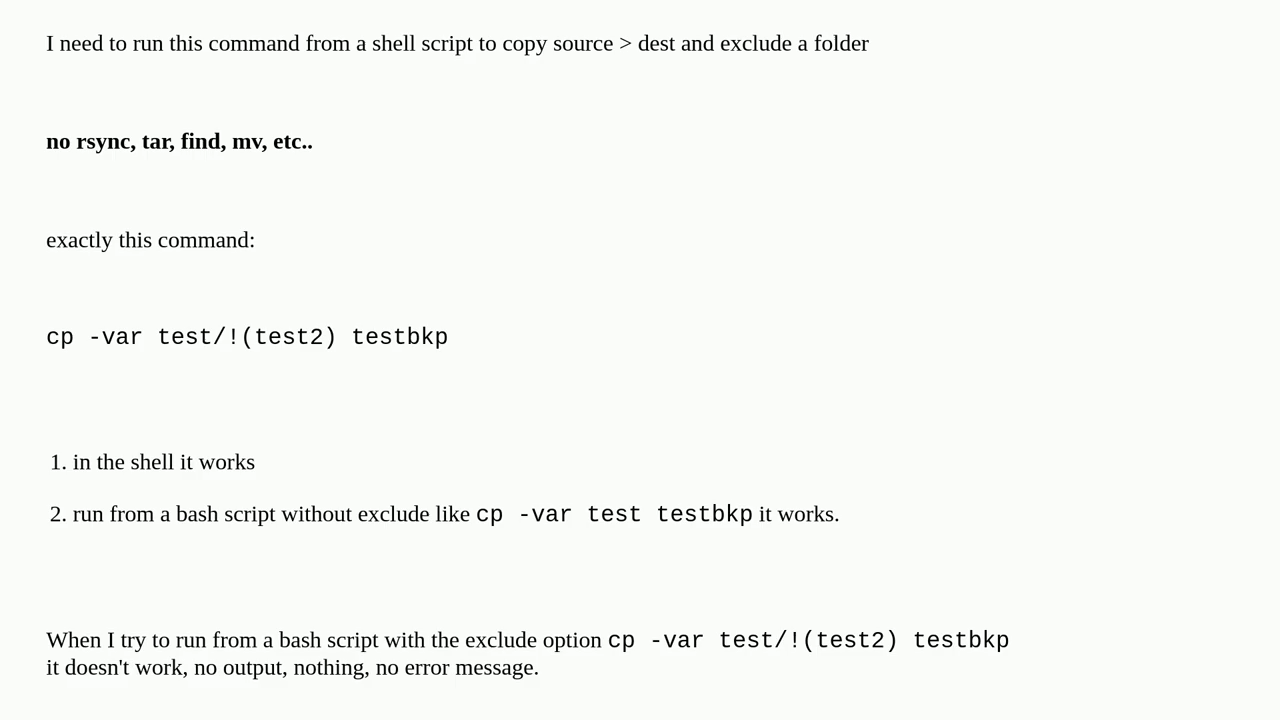 I need to run this command from a shell script to copy source > dest and exclude a folder
no rsync, tar, find, mv, etc..
exactly this command:
cp -var test/!(test2) testbkp
1. in the shell it works
2. run from a bash script without exclude like cp -var test testbkp it works.
When I try to run from a bash script with the exclude option cp -var test/!(test2) testbkp
it doesn't work, no output, nothing, no error message.